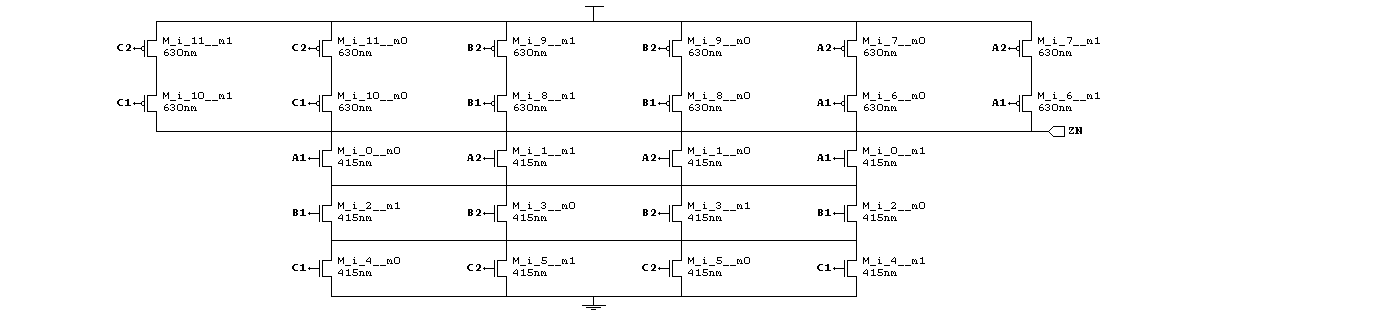 C2 M_i_11__m1 C2 M_i_11__m0 B2 M_i_9__m1 B2 M_i_9__m0 A2 M_i_7__m0 A2 M_i_7__m1
630nm 630nm 630nm 630nm 630nm 630nm
C1 M_i_10__m1 C1 M_i_10__m0 B1 M_i_8__m1 B1 M_i_8__m0 A1 M_i_6__m0 A1 M_i_6__m1
630nm 630nm 630nm 630nm 630nm 630nm
ZN
A1 M_i_0__m0 A2 M_i_1__m1 A2 M_i_1__m0 A1 M_i_0__m1
415nm 415nm 415nm 415nm
B1 M_i_2__m1 B2 M_i_3__m0 B2 M_i_3__m1 B1 M_i_2__m0
415nm 415nm 415nm 415nm
C1 M_i_4__m0 C2 M_i_5__m1 C2 M_i_5__m0 C1 M_i_4__m1
415nm 415nm 415nm 415nm